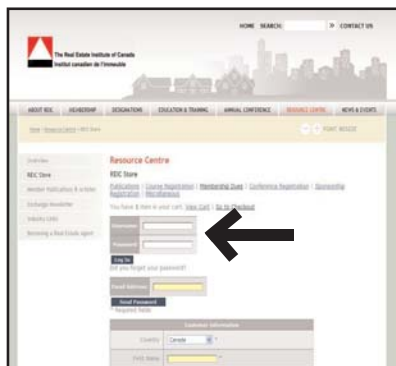 HOME SEARCH: >> CONTACT US
The Real Estate Institute of Canada
Institut canadien de l'immeuble
ABOUT REIC MEMBERSHIP DESIGNATIONS EDUCATION & TRAINING ANNUAL CONFERENCE RESOURCE CENTRE NEWS & EVENTS
Home / Resource Centre / REIC Store
FONT RESIZE
Overview
REIC Store
Member Publications & Articles
Exchange Newsletter
Industry Links
Becoming a Real Estate Agent
Resource Centre
REIC Store
Publications | Course Registration | Membership Dues | Conference Registration | Sponsorship
Registration | Miscellaneous
You have 0 item in your cart. View Cart | Go to Checkout
Username
Password
Log In
Did you forget your password?
Email Address
Send Password
* Required fields
Customer Information
Country Canada *
First Name *